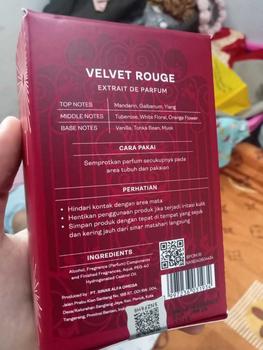 VELVET ROUGE
EXTRAIT DE PARFUM
TOP NOTES Mandarin, Galbanum, Ylang
MIDDLE NOTES Tuberose, White Floral, Orange Flower
BASE NOTES Vanilla, Tonka Bean, Musk
CARA PAKAI
Semprotkan parfum secukupnya pada
area tubuh dan pakaian
PERHATIAN
• Hindari kontak dengan area mata
• Hentikan penggunaan produk jika terjadi iritasi kulit
• Simpan produk dengan tepat di tempat yang sejuk
dan kering jauh dari sinar matahari langsung
INGREDIENTS
Alcohol, Fragrance (Parfum) Components
and Finished Fragrances, Aqua, PEG-40
Hydrogenated Castor Oil.
Produced by : PT. SINAR ALFA OMEGA
BPOM RI